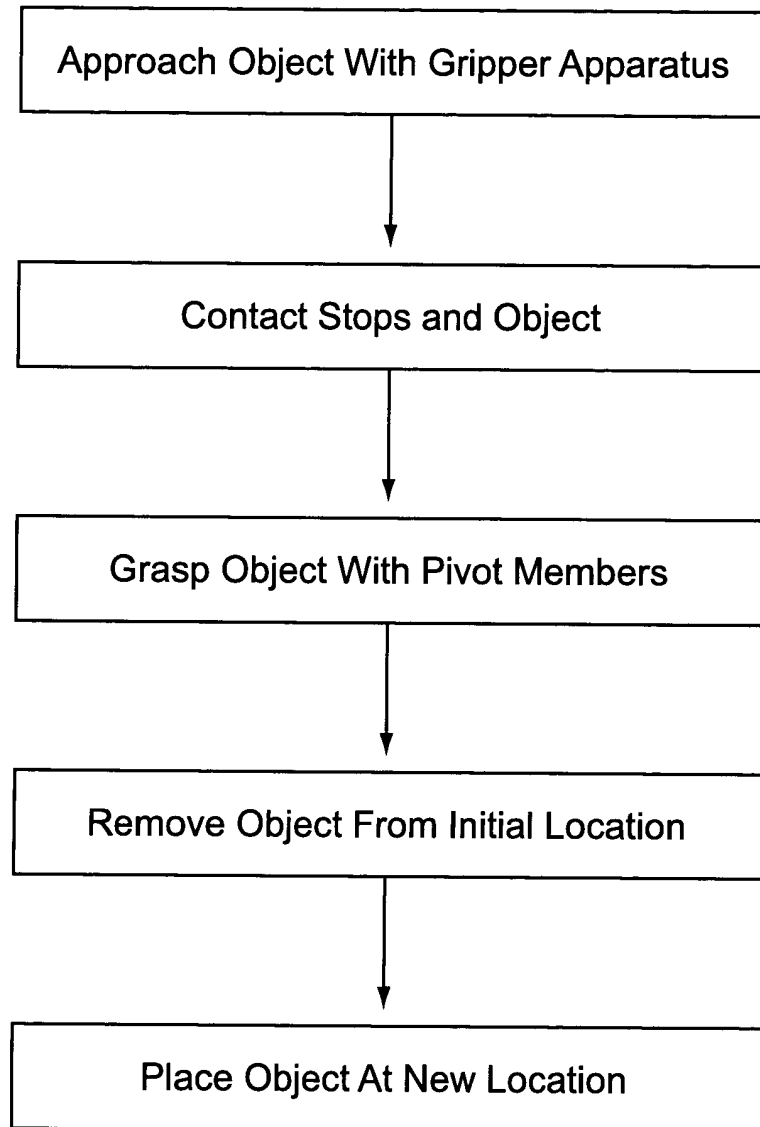 Approach Object With Gripper Apparatus
Contact Stops and Object
Grasp Object With Pivot Members
Remove Object From Initial Location
Place Object At New Location